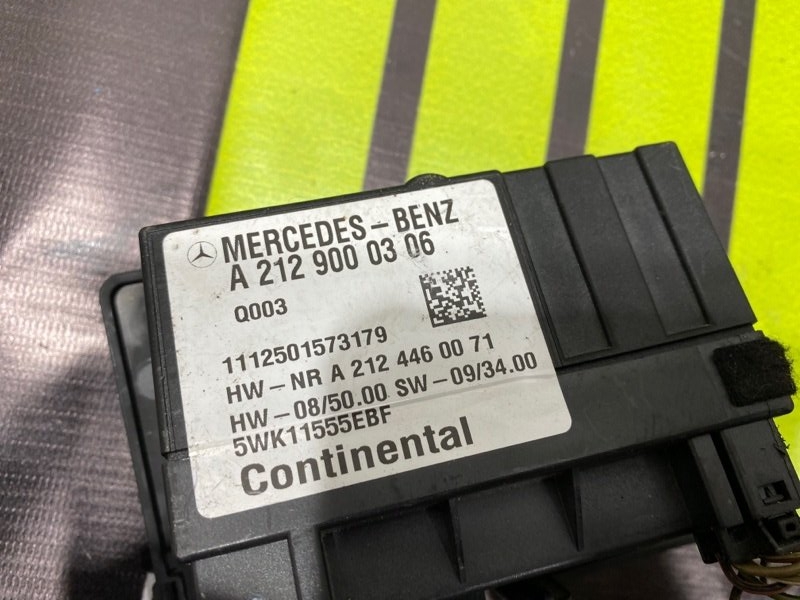 MERCEDES-BENZ
A 212 900 03 06
Q003
1112501573179
HW-NR A 212 446 00 71
HW-08/50.00 SW-09/34.00
5WK11555EBF
Continental